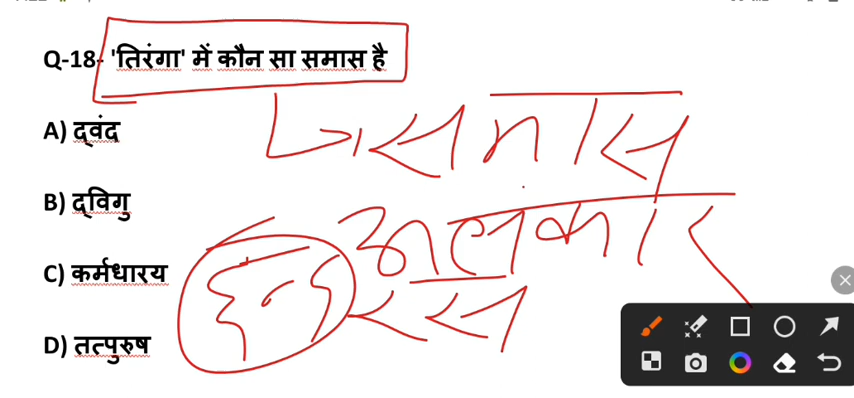 Q-18- 'तिरंगा' में कौन सा समास है
A) द्वंद
समास
B) द्विगु
अलंकार
C) कर्मधारय
रस
D) तत्पुरुष